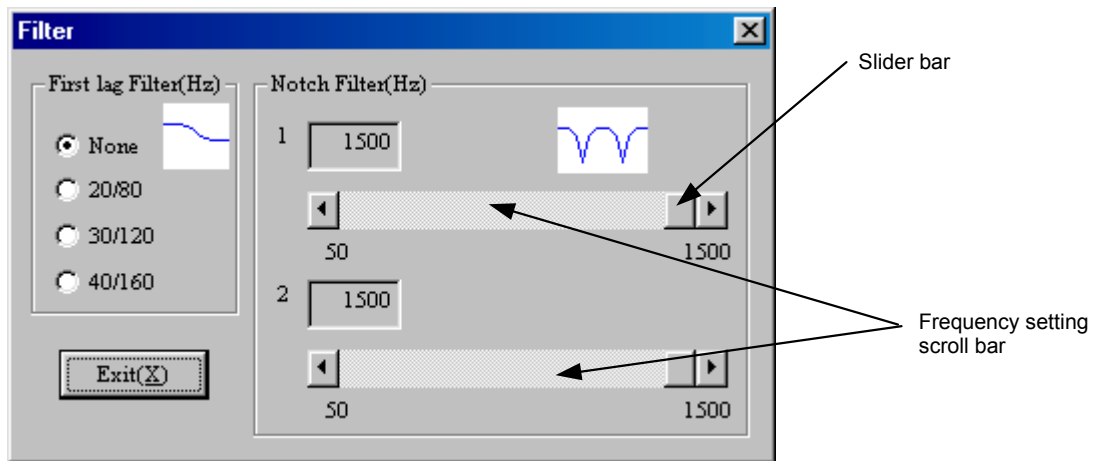 Filter
First lag Filter(Hz)
None
20/80
30/120
40/160
Exit(X)
Notch Filter(Hz)
1
1500
50
1500
2
1500
50
1500
Slider bar
Frequency setting
scroll bar